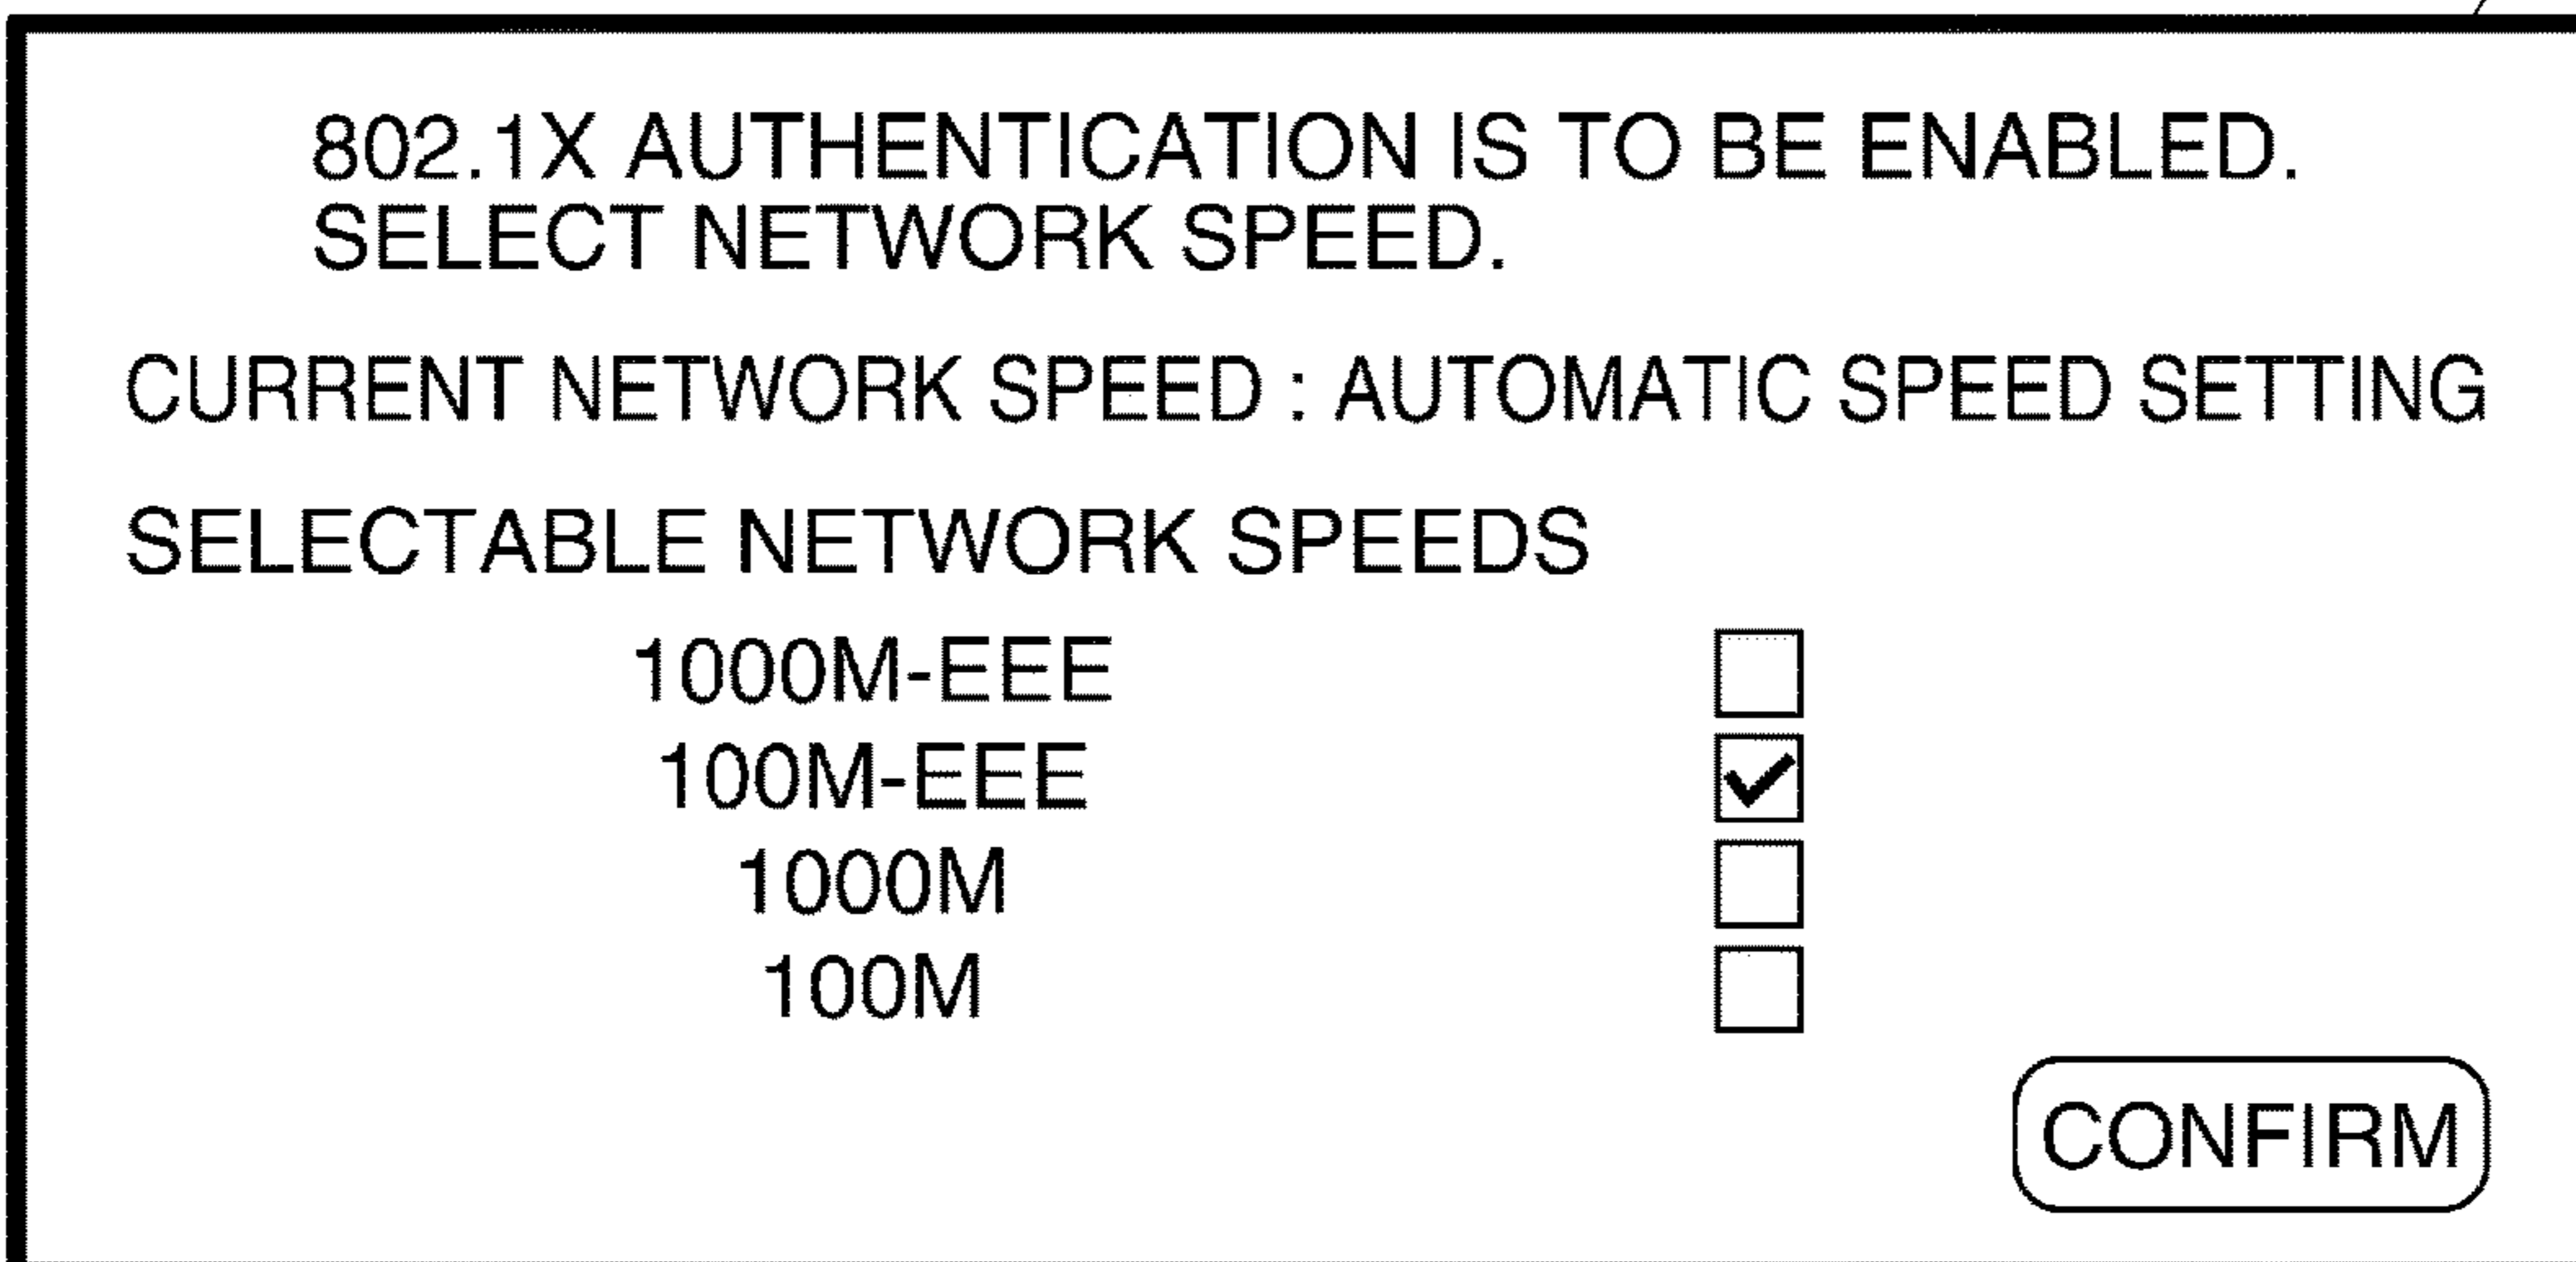 802.1X AUTHENTICATION IS TO BE ENABLED.
SELECT NETWORK SPEED.
CURRENT NETWORK SPEED : AUTOMATIC SPEED SETTING
SELECTABLE NETWORK SPEEDS
1000M-EEE
100M-EEE
1000M
100M
CONFIRM